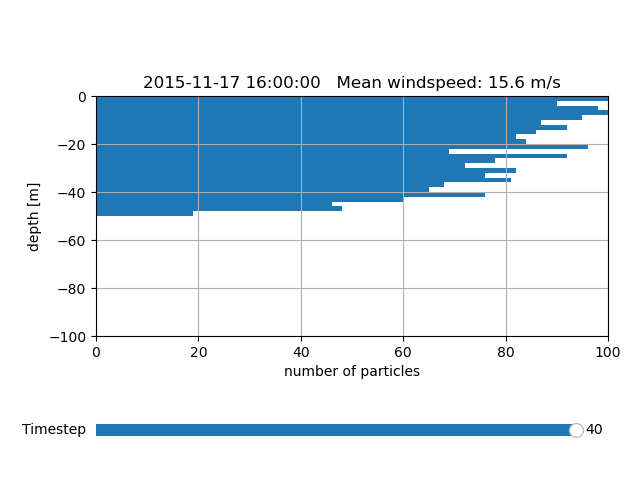 2015-11-17 16:00:00   Mean windspeed: 15.6 m/s
0
−20
−40
−60
−80
−100
depth [m]
0 20 40 60 80 100
number of particles
Timestep 40